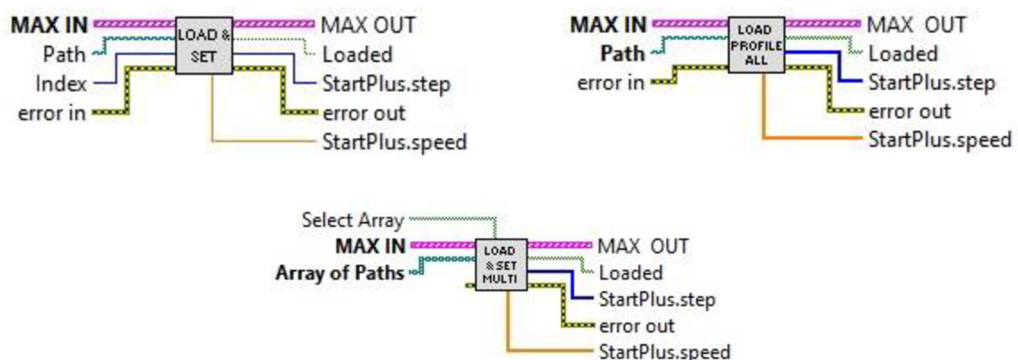 MAX IN
LOAD &
SET
MAX OUT
Path
Loaded
Index
StartPlus.step
error in
error out
StartPlus.speed
MAX IN
LOAD
PROFILE
ALL
MAX OUT
Path
Loaded
error in
StartPlus.step
error out
StartPlus.speed
Select Array
MAX IN
LOAD
& SET
MULTI
MAX OUT
Array of Paths
Loaded
StartPlus.step
error out
StartPlus.speed